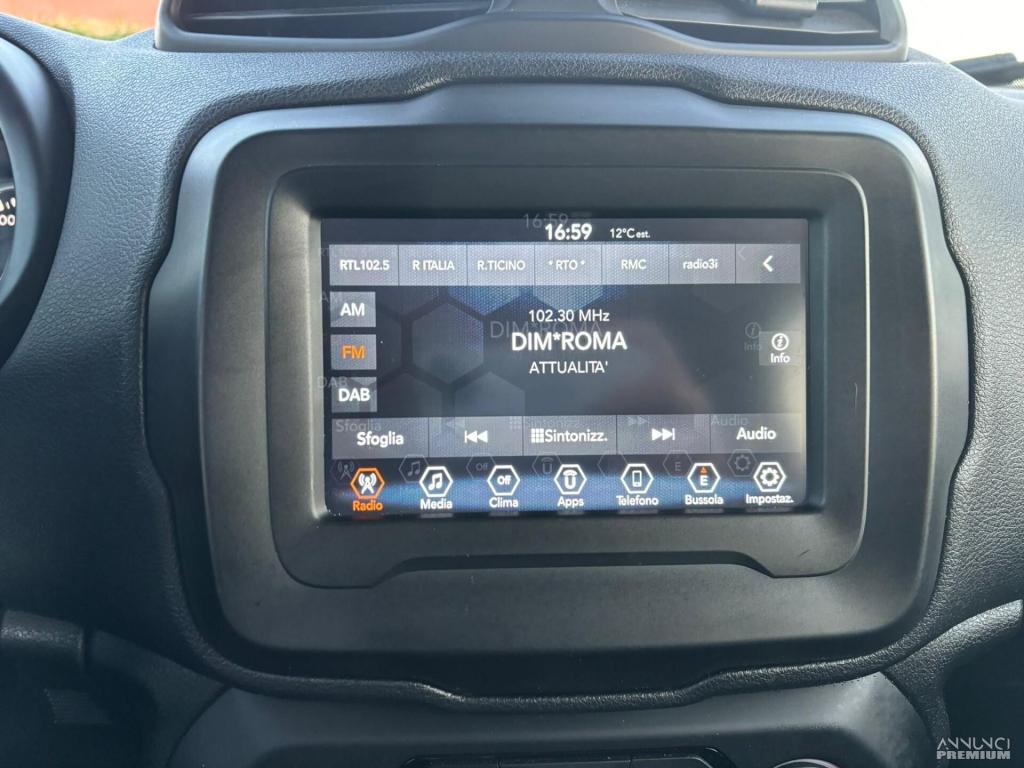 16:59 12°C est.
RTL102.5 R ITALIA R.TICINO *RTO* RMC radio3i
AM
102.30 MHz
DIM*ROMA
FM
Info
ATTUALITA'
DAB
Sfoglia Sintonizz. Audio
Off E
Radio Media Clima Apps Telefono Bussola Impostaz.
ANNUNCI
PREMIUM